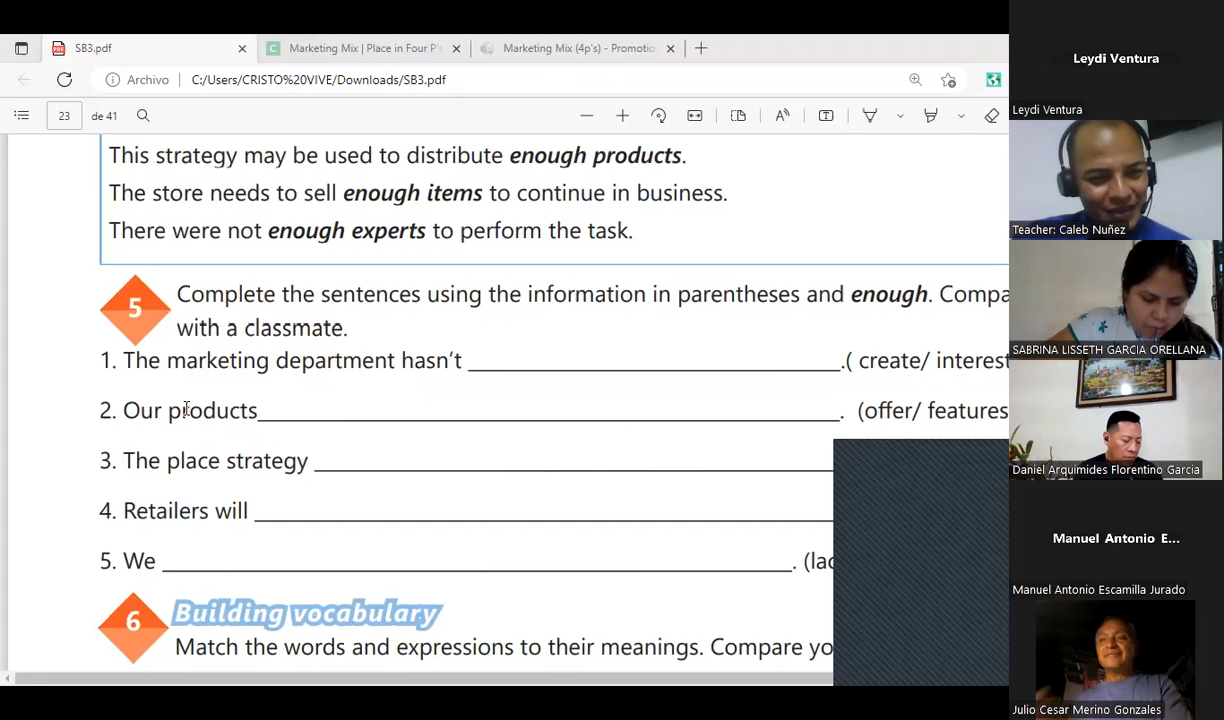 SB3.pdf
Marketing Mix | Place in Four P's
Marketing Mix (4p's) - Promotio
Archivo
C:/Users/CRISTO%20VIVE/Downloads/SB3.pdf
23 de 41
This strategy may be used to distribute enough products.
The store needs to sell enough items to continue in business.
There were not enough experts to perform the task.
5 Complete the sentences using the information in parentheses and enough. Compa
with a classmate.
1. The marketing department hasn't ______________________________.( create/ interest
2. Our products______________________________. (offer/ features
3. The place strategy ______________________________
4. Retailers will ______________________________
5. We ______________________________. (lac
6 Building vocabulary
Match the words and expressions to their meanings. Compare yo
Leydi Ventura
Leydi Ventura
Teacher: Caleb Nuñez
SABRINA LISSETH GARCIA ORELLANA
Daniel Arquimides Florentino Garcia
Manuel Antonio E...
Manuel Antonio Escamilla Jurado
Julio Cesar Merino Gonzales